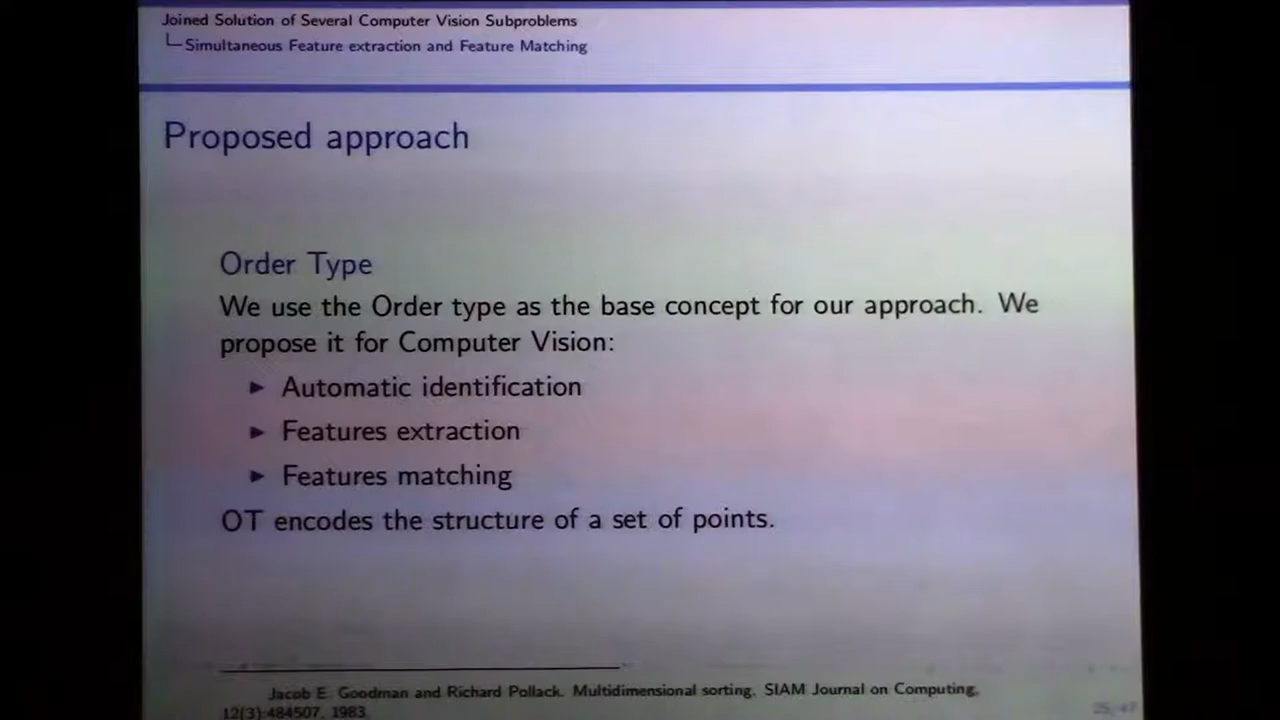 Joined Solution of Several Computer Vision Subproblems
Simultaneous Feature extraction and Feature Matching
Proposed approach
Order Type
We use the Order type as the base concept for our approach. We
propose it for Computer Vision:
Automatic identification
Features extraction
Features matching
OT encodes the structure of a set of points.
Jacob E. Goodman and Richard Pollack. Multidimensional sorting. SIAM Journal on Computing,
12(3):484507, 1983.